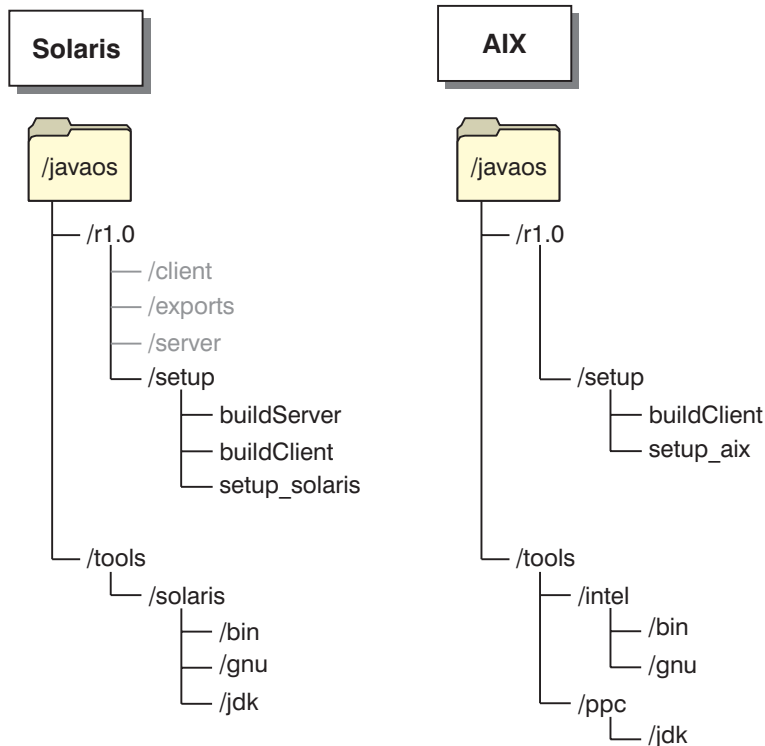 Solaris
/javaos
/r1.0
/client
/exports
/server
/setup
buildServer
buildClient
setup_solaris
/tools
/solaris
/bin
/gnu
/jdk
AIX
/javaos
/r1.0
/setup
buildClient
setup_aix
/tools
/intel
/bin
/gnu
/ppc
/jdk